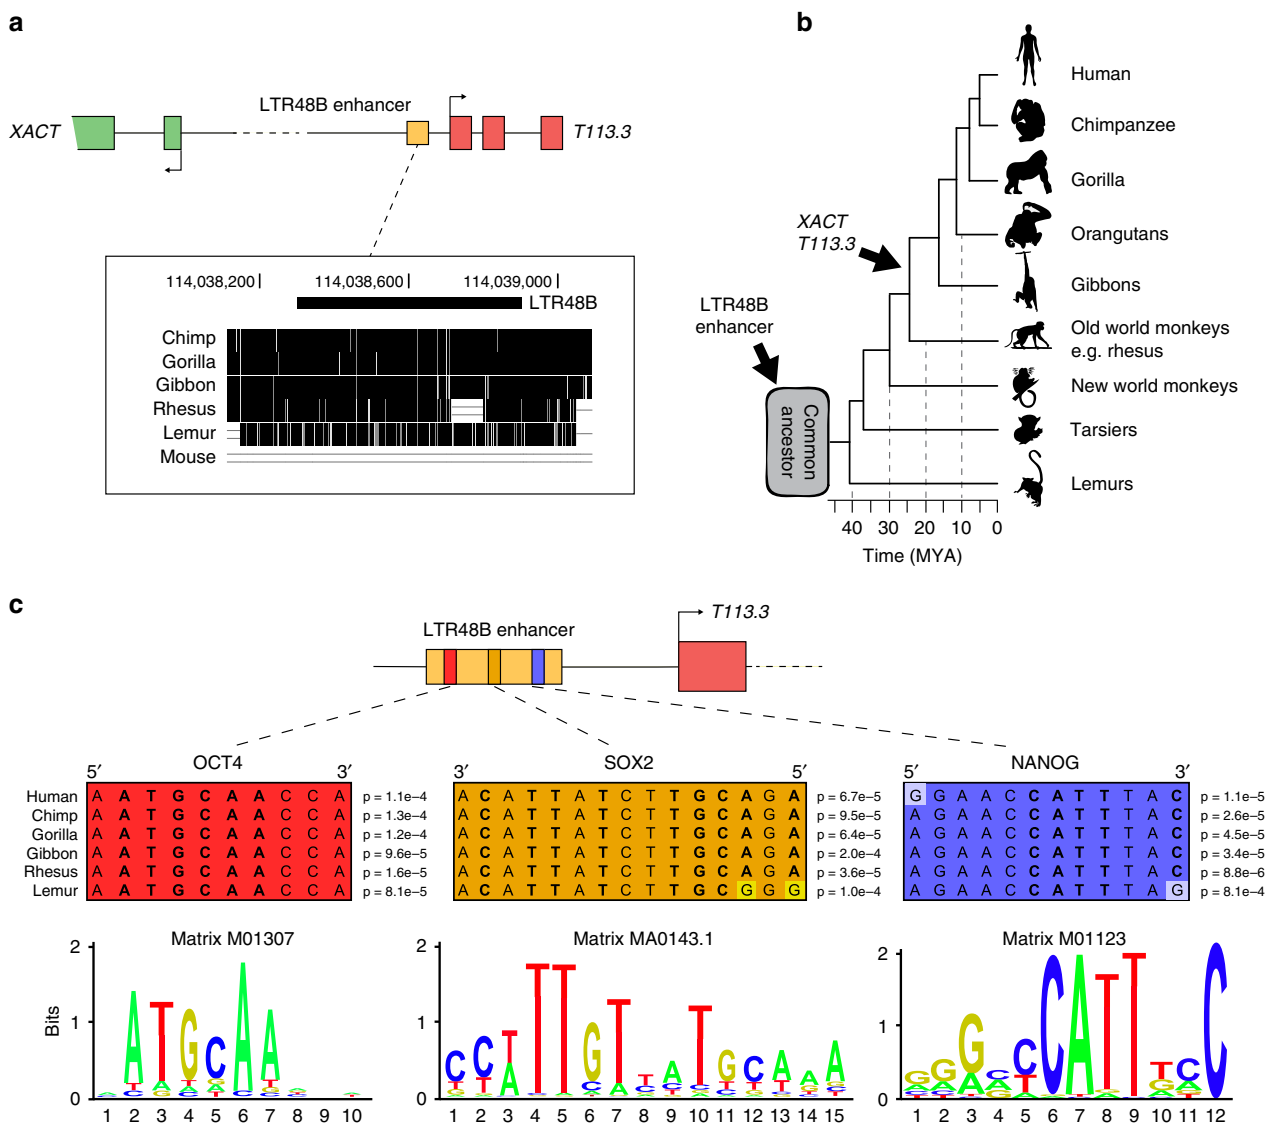 a
LTR48B enhancer
XACT
T113.3
114,038,200
114,038,600
114,039,000
LTR48B
Chimp
Gorilla
Gibbon
Rhesus
Lemur
Mouse
b
Human
Chimpanzee
Gorilla
Orangutans
Gibbons
Old world monkeys
e.g. rhesus
New world monkeys
Tarsiers
Lemurs
XACT
T113.3
LTR48B
enhancer
Common
ancestor
40 30 20 10 0
Time (MYA)
c
T113.3
LTR48B enhancer
5′ OCT4 3′
Human A A T G C A A C C A p = 1.1e–4
Chimp A A T G C A A C C A p = 1.3e–4
Gorilla A A T G C A A C C A p = 1.2e–4
Gibbon A A T G C A A C C A p = 9.6e–5
Rhesus A A T G C A A C C A p = 1.6e–5
Lemur A A T G C A A C C A p = 8.1e–5
3′ SOX2 5′
A C A T T A T C T T G C A G A p = 6.7e–5
A C A T T A T C T T G C A G A p = 9.5e–5
A C A T T A T C T T G C A G A p = 6.4e–5
A C A T T A T C T T G C A G A p = 2.0e–4
A C A T T A T C T T G C A G A p = 3.6e–5
A C A T T A T C T T G C G G G p = 1.0e–4
5′ NANOG 3′
G G A A C C A T T T A C p = 1.1e–5
A G A A C C A T T T A C p = 2.6e–5
A G A A C C A T T T A C p = 4.5e–5
A G A A C C A T T T A C p = 3.4e–5
A G A A C C A T T T A C p = 8.8e–6
A G A A C C A T T T A G p = 8.1e–4
Matrix M01307
Bits
2
1
0
A T G C A A
1 2 3 4 5 6 7 8 9 10
Matrix MA0143.1
2
1
0
C C T T T G T T A T G C A A A
1 2 3 4 5 6 7 8 9 10 11 12 13 14 15
Matrix M01123
2
1
0
G G G C C C A T T T C C
1 2 3 4 5 6 7 8 9 10 11 12